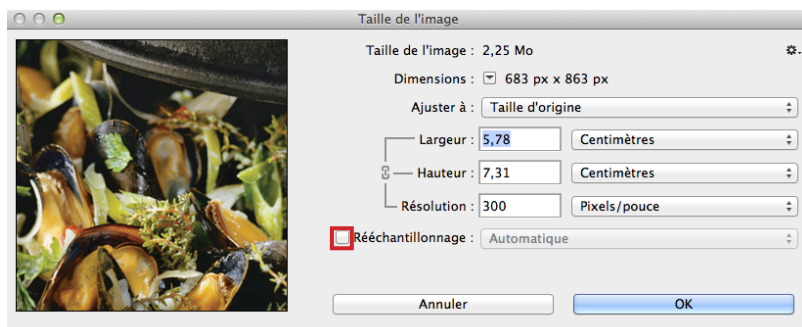 Taille de l'image
Taille de l'image : 2,25 Mo
Dimensions : 683 px x 863 px
Ajuster à : Taille d'origine
Largeur : 5,78 Centimètres
Hauteur : 7,31 Centimètres
Résolution : 300 Pixels/pouce
Rééchantillonnage : Automatique
Annuler OK